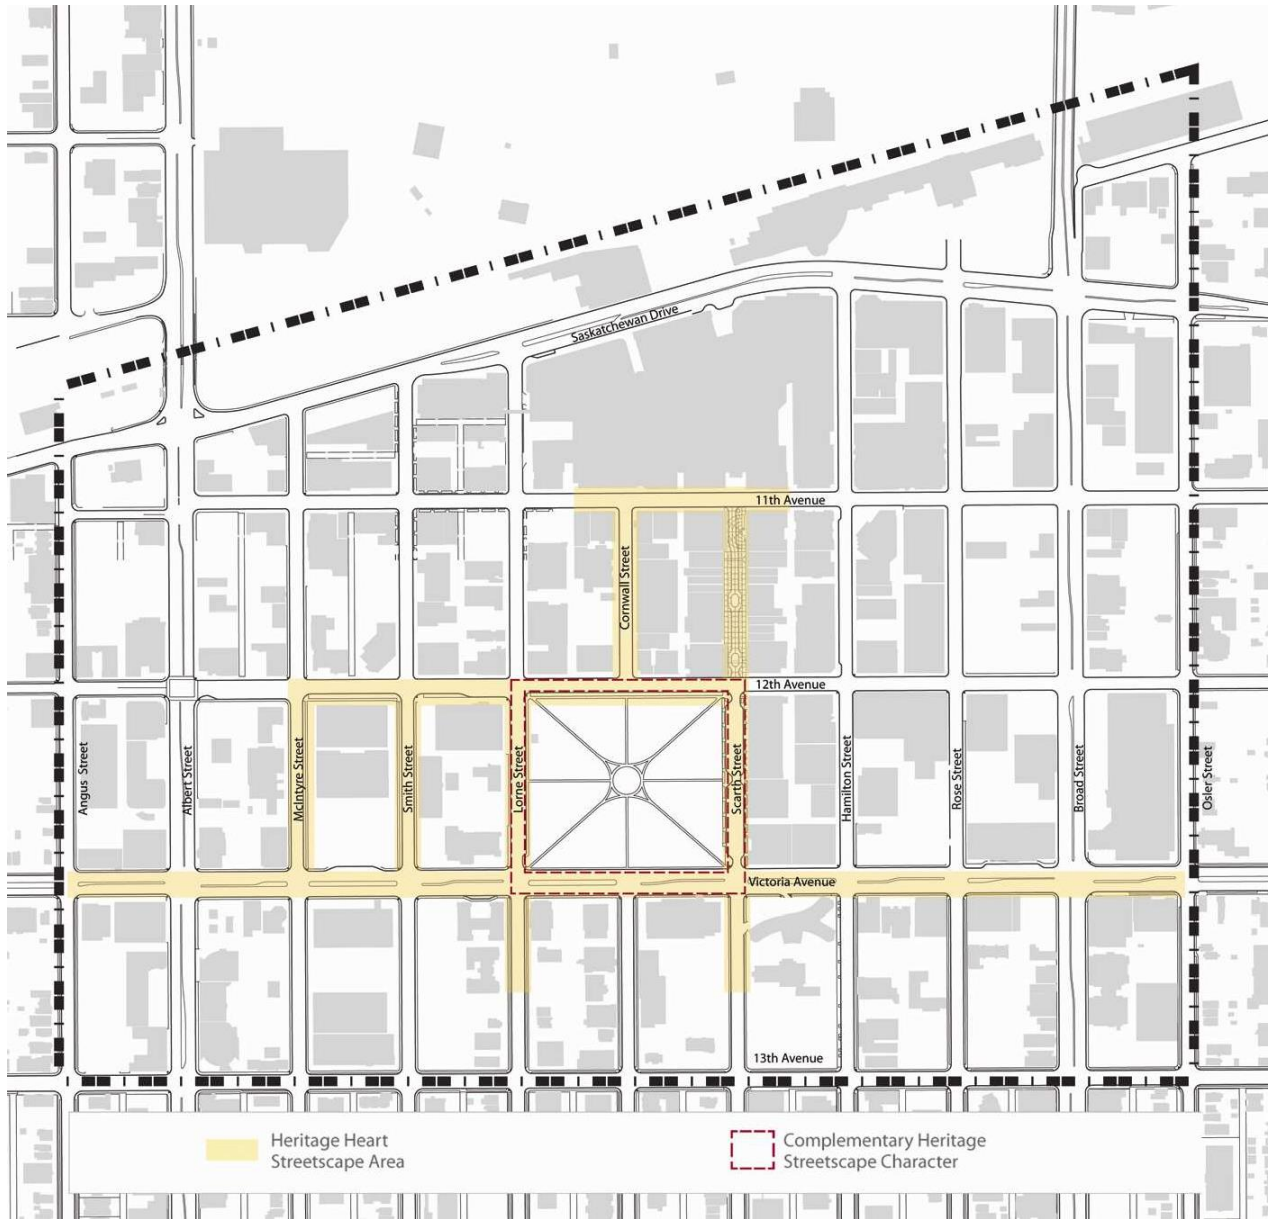 Saskatchewan Drive
11th Avenue
Cornwall Street
12th Avenue
Angus Street
Albert Street
McIntyre Street
Smith Street
Lorne Street
Scarth Street
Hamilton Street
Rose Street
Broad Street
Osler Street
Victoria Avenue
13th Avenue
Heritage Heart
Streetscape Area
Complementary Heritage
Streetscape Character